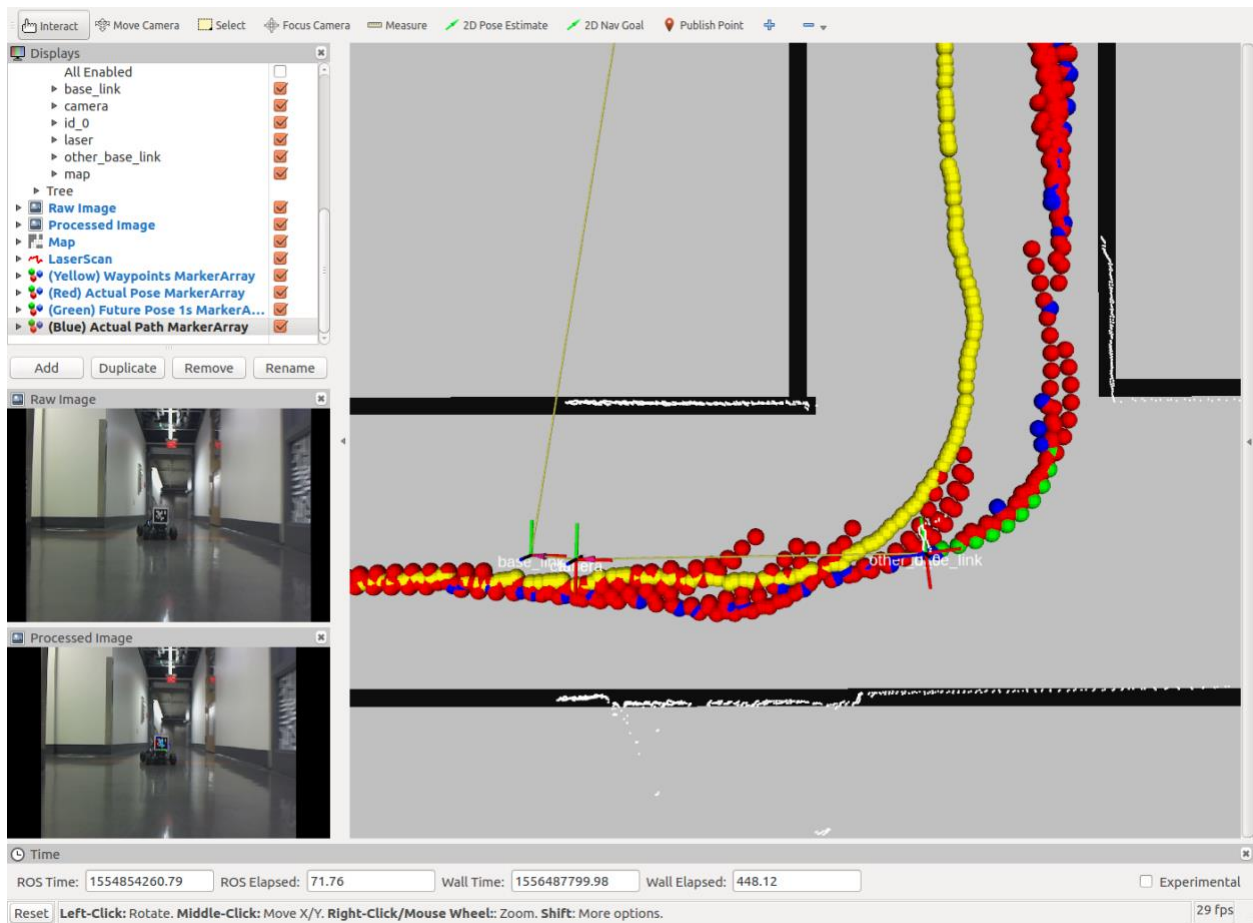 Interact Move Camera Select Focus Camera Measure 2D Pose Estimate 2D Nav Goal Publish Point
Displays
All Enabled
base_link
camera
id_0
laser
other_base_link
map
Tree
Raw Image
Processed Image
Map
LaserScan
(Yellow) Waypoints MarkerArray
(Red) Actual Pose MarkerArray
(Green) Future Pose 1s MarkerA...
(Blue) Actual Path MarkerArray
Add Duplicate Remove Rename
Raw Image
Processed Image
Time
ROS Time: 1554854260.79 ROS Elapsed: 71.76 Wall Time: 1556487799.98 Wall Elapsed: 448.12 Experimental
Reset Left-Click: Rotate. Middle-Click: Move X/Y. Right-Click/Mouse Wheel:: Zoom. Shift: More options. 29 fps